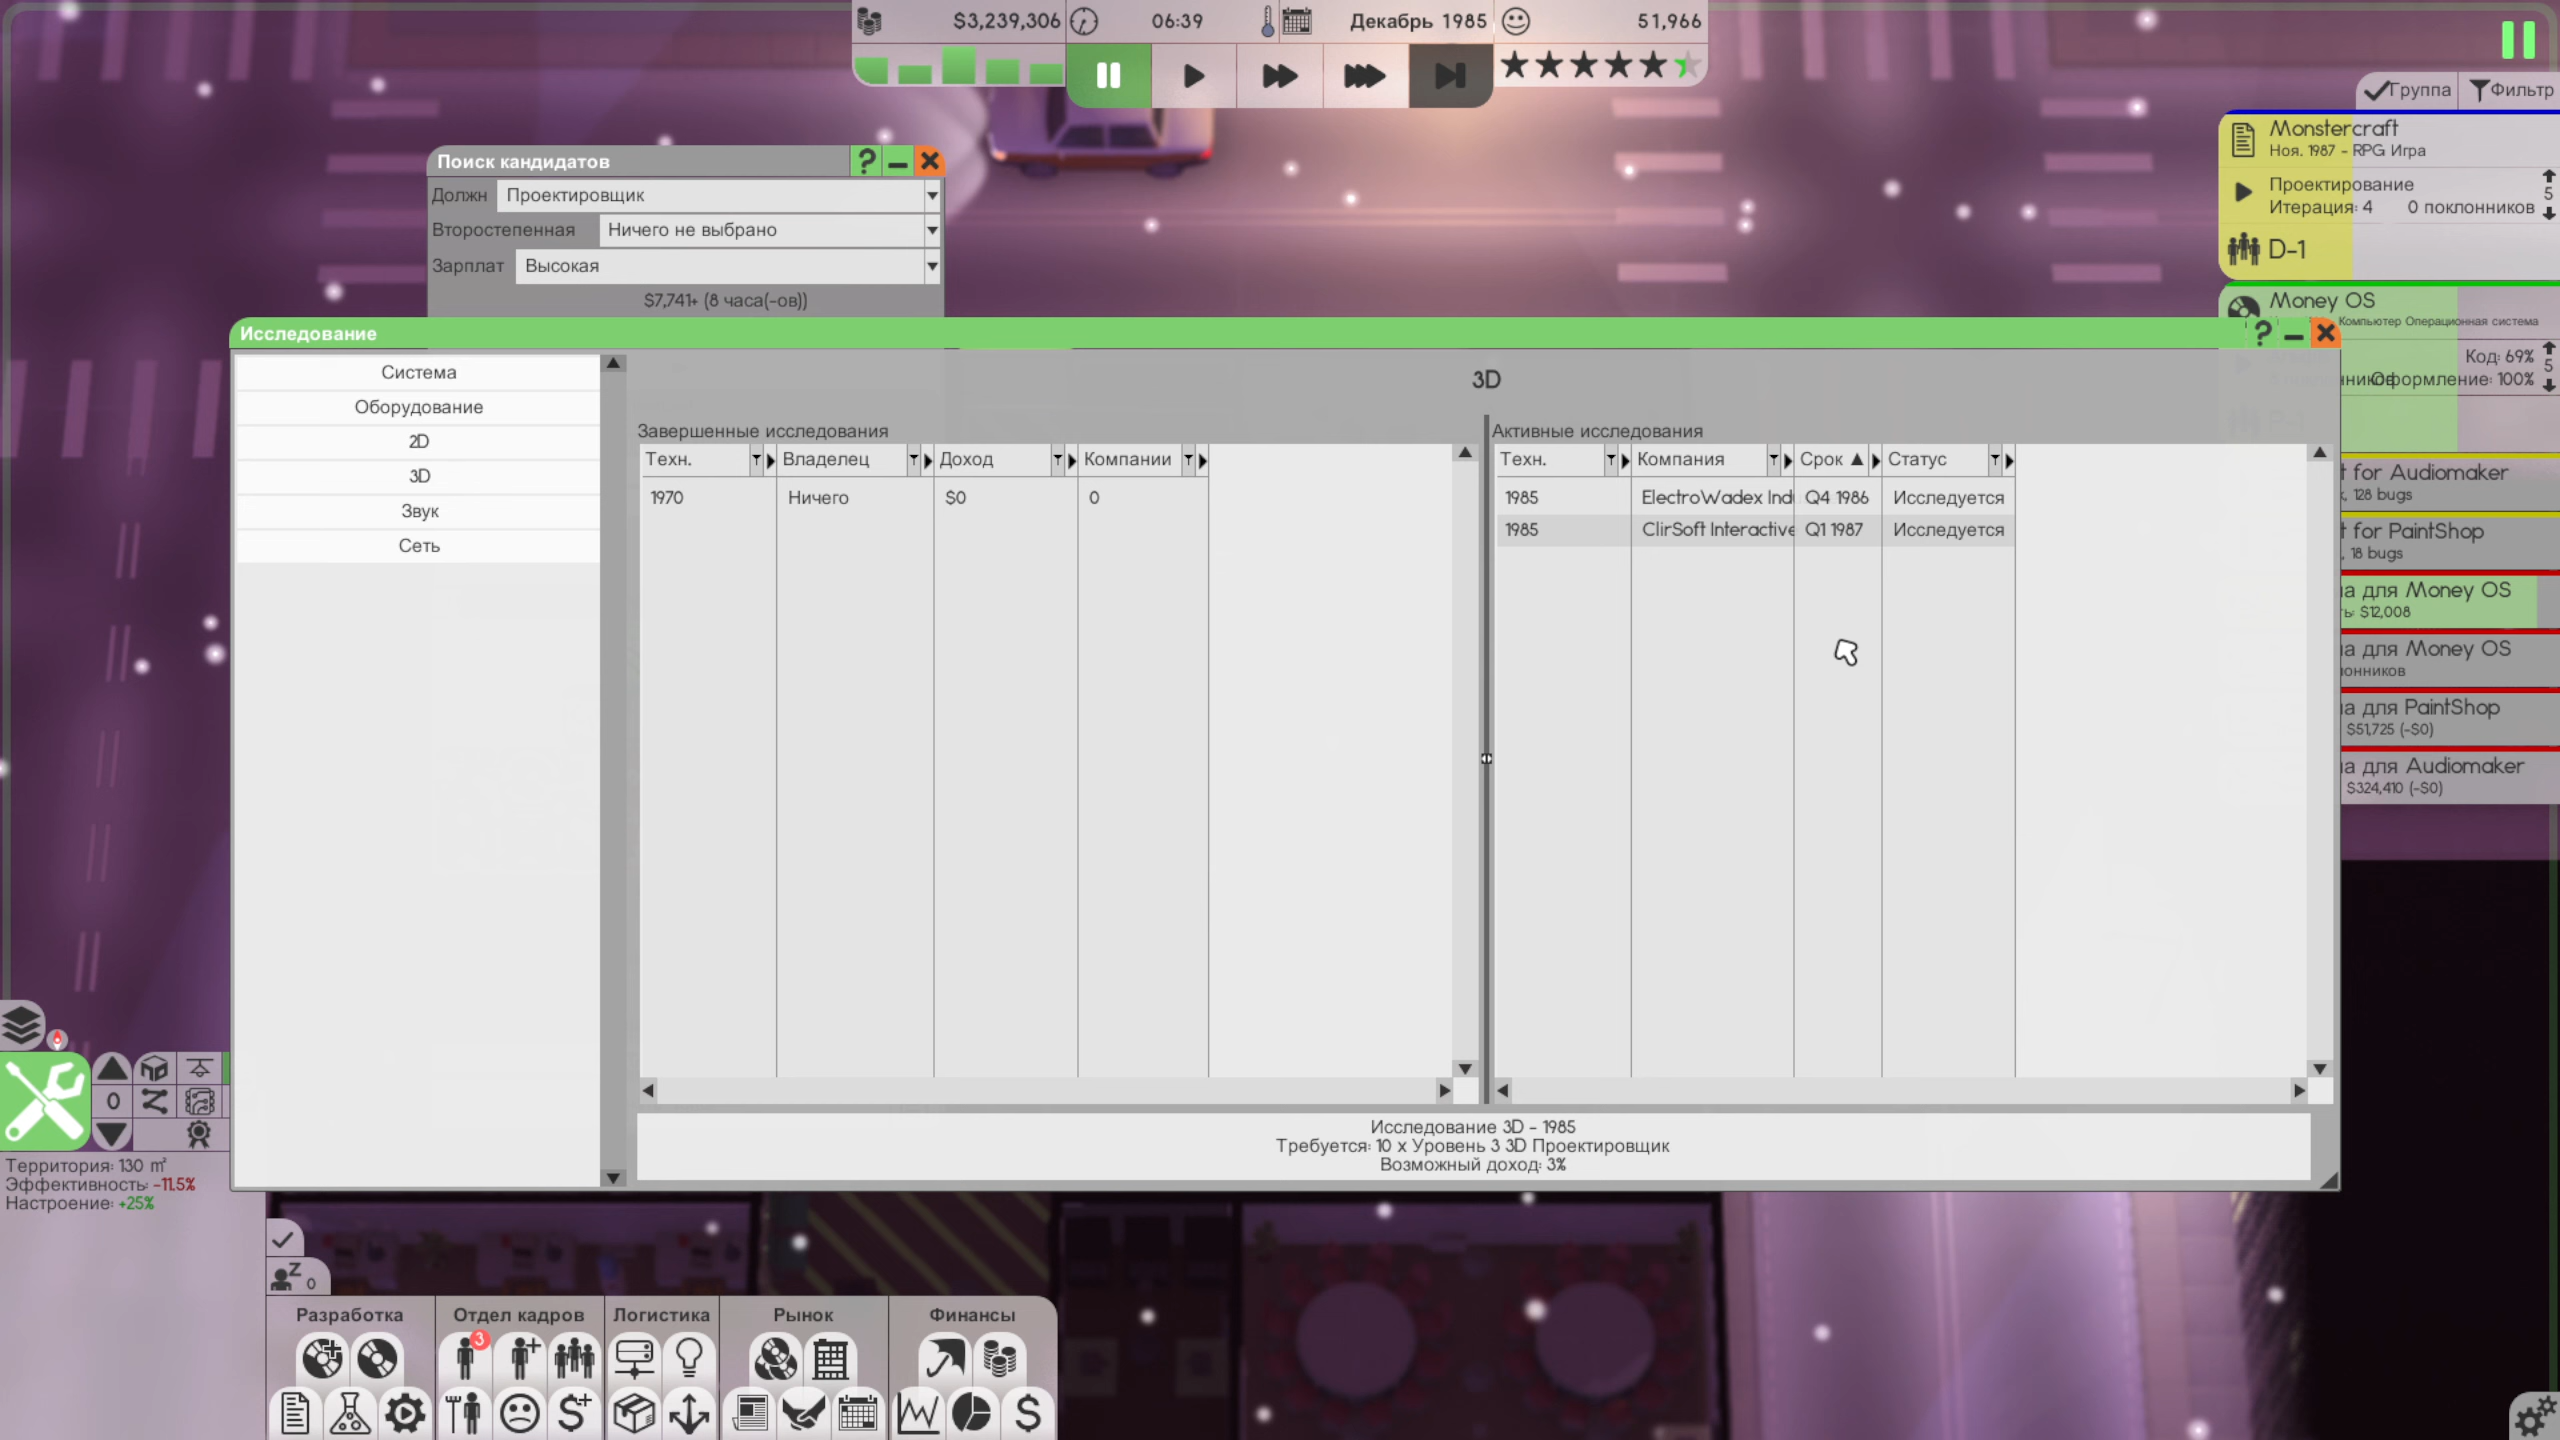 $3,239,306
06:39
Декабрь 1985
51,966
Группа
Фильтр
Monstercraft
Ноя. 1987 - RPG Игра
Проектирование
Итерация: 4
0 поклонников
5
D-1
Поиск кандидатов
?
Должн
Проектировщик
Второстепенная
Ничего не выбрано
Зарплат
Высокая
$7,741+ (8 часа(-ов))
Money OS
Компьютер Операционная система
Код: 69%
5
Оформление: 100%
Исследование
?
Система
Оборудование
2D
3D
Звук
Сеть
3D
Завершенные исследования
Техн.
Владелец
Доход
Компании
1970
Ничего
$0
0
Активные исследования
Техн.
Компания
Срок
Статус
1985
ElectroWadex Ind
Q4 1986
Исследуется
1985
ClirSoft Interactive
Q1 1987
Исследуется
t for Audiomaker
, 128 bugs
t for PaintShop
, 18 bugs
а для Money OS
ь: $12,008
а для Money OS
онников
а для PaintShop
$51,725 (-$0)
а для Audiomaker
$324,410 (-$0)
Исследование 3D - 1985
Требуется: 10 x Уровень 3 3D Проектировщик
Возможный доход: 3%
0
Территория: 130 m²
Эффективность: -11.5%
Настроение: +25%
z 0
Разработка
Отдел кадров
Логистика
Рынок
Финансы
3